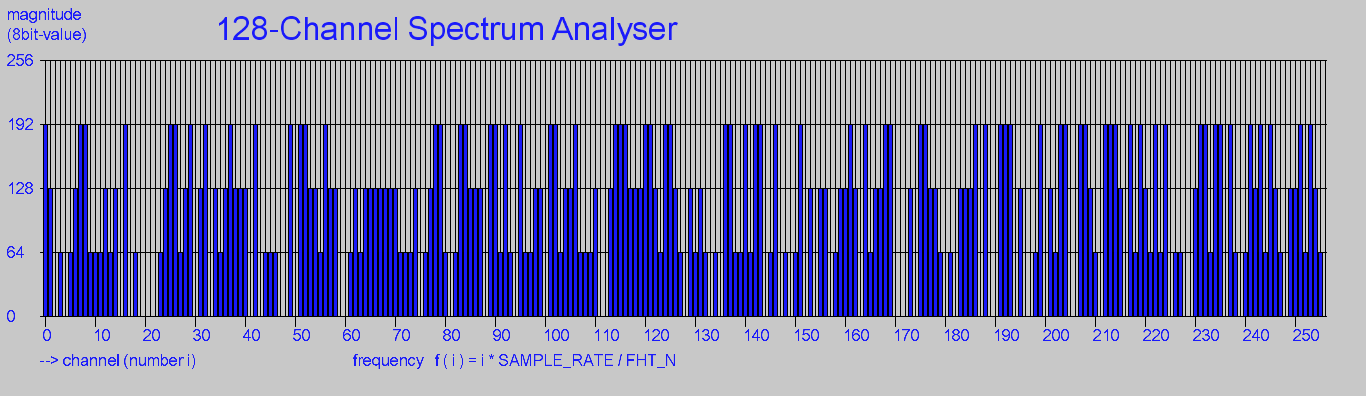 magnitude
(8bit-value)
128-Channel Spectrum Analyser
256
192
128
64
0
0 10 20 30 40 50 60 70 80 90 100 110 120 130 140 150 160 170 180 190 200 210 220 230 240 250
--> channel (number i)
frequency f ( i ) = i * SAMPLE_RATE / FHT_N